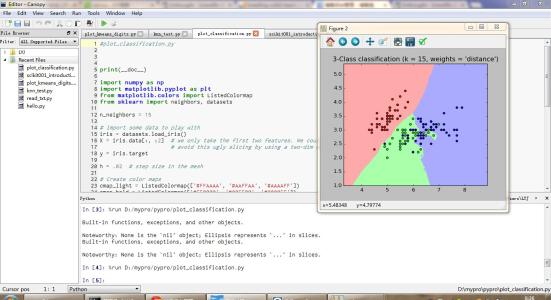 Editor - Canopy
File Edit View Search Run Tools Window Help
File Browser
Filter: All Supported Files
Recent Files
plot_classification.py
scikit001_introducti...
plot_kmeans_digits...
knn_test.py
read_txt.py
hello.py
plot_kmeans_digits.py
knn_test.py
plot_classification.py
scikit001_introducti
1 #plot_classification.py
2
3
4
5 print(__doc__)
6
7 import numpy as np
8 import matplotlib.pyplot as plt
9 from matplotlib.colors import ListedColormap
10 from sklearn import neighbors, datasets
11
12 n_neighbors = 15
13
14 # import some data to play with
15 iris = datasets.load_iris()
16 X = iris.data[:, :2] # we only take the first two features. We cou
17 # avoid this ugly slicing by using a two-dim
18 y = iris.target
19
20 h = .02 # step size in the mesh
21
22 # Create color maps
23 cmap_light = ListedColormap(['#FFAAAA', '#AAFFAA', '#AAAAFF'])
Figure 2
3-Class classification (k = 15, weights = 'distance')
5.0
4.5
4.0
3.5
3.0
2.5
2.0
1.5
1.0
4 5 6 7 8
x=5.48348 y=4.79774
Python
In [3]: %run D:/mypro/pypro/plot_classification.py
Built-in functions, exceptions, and other objects.
Noteworthy: None is the `nil' object; Ellipsis represents `...' in slices.
Built-in functions, exceptions, and other objects.
Noteworthy: None is the `nil' object; Ellipsis represents `...' in slices.
In [4]: %run D:/mypro/pypro/plot_classification.py
In [5]:
Cursor pos 1 : 1 Python
D:\mypro\pypro\plot_classification.py